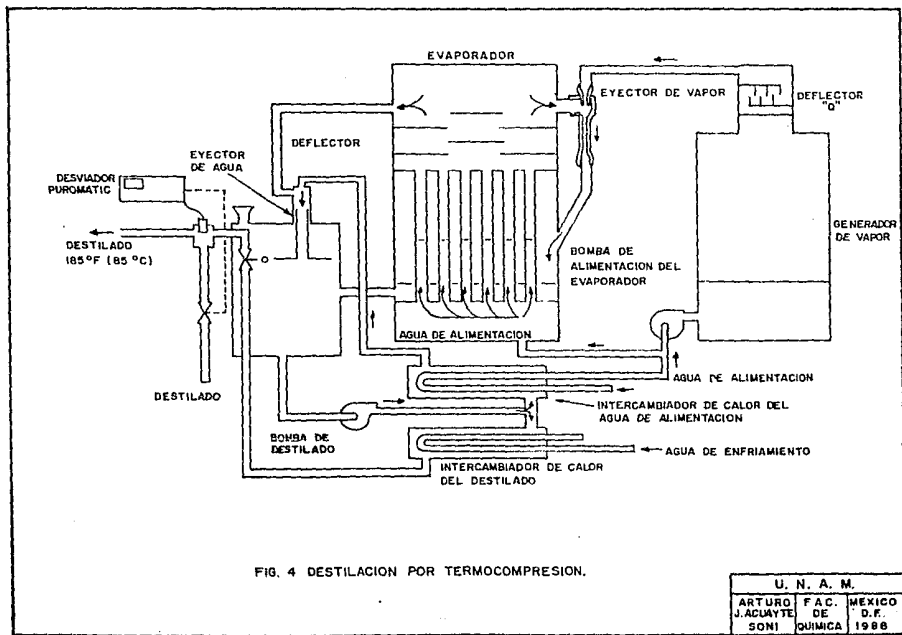 EVAPORADOR
EYECTOR DE VAPOR
DEFLECTOR
"D"
DEFLECTOR
EYECTOR
DE AGUA
DESVIADOR
PUROMATIC
GENERADOR
DE VAPOR
DESTILADO
185°F (85 °C)
BOMBA DE
ALIMENTACION DEL
EVAPORADOR
AGUA DE ALIMENTACION
AGUA DE ALIMENTACION
DESTILADO
INTERCAMBIADOR DE CALOR DEL
AGUA DE ALIMENTACION
BOMBA DE
DESTILADO
AGUA DE ENFRIAMIENTO
INTERCAMBIADOR DE CALOR
DEL DESTILADO
FIG. 4 DESTILACION POR TERMOCOMPRESION.
U. N. A. M.
ARTURO
J. ACUAYTE
SONI
FAC.
DE
QUIMICA
MEXICO
D.F.
1986